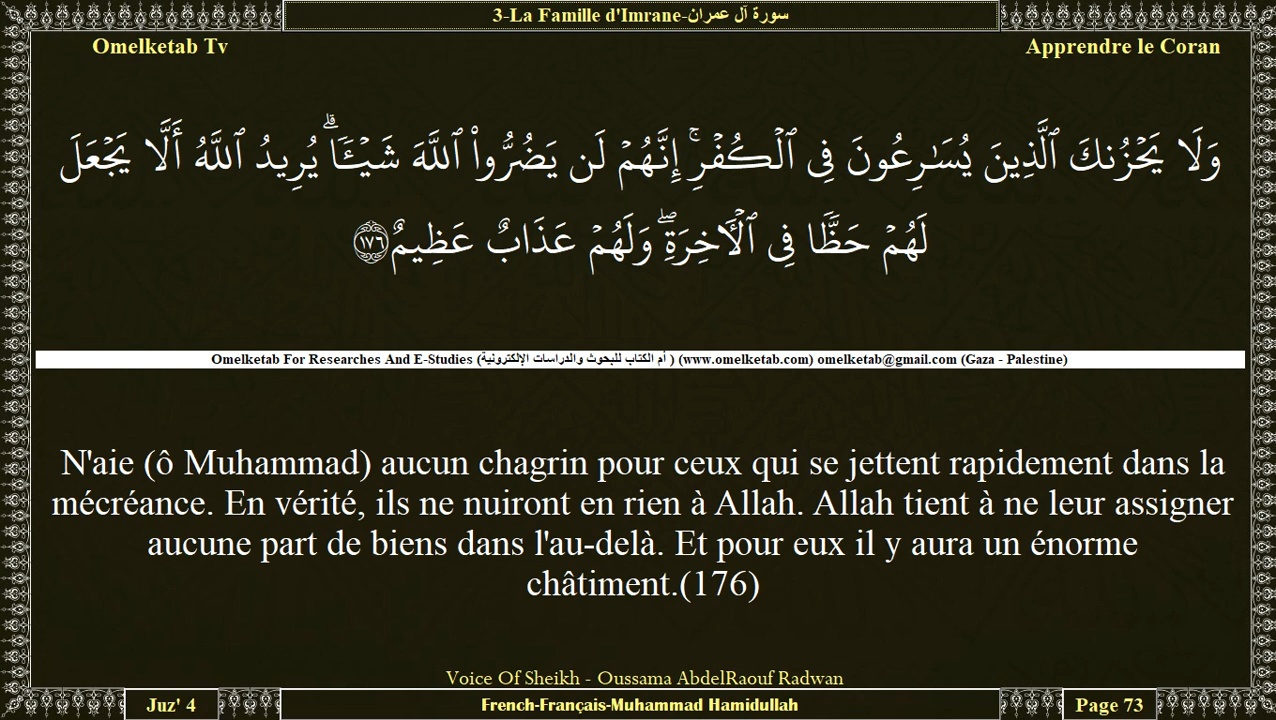 3-La Famille d'Imrane-سورة آل عمران
Omelketab Tv
Apprendre le Coran
وَلَا يَحۡزُنكَ ٱلَّذِينَ يُسَٰرِعُونَ فِى ٱلۡكُفۡرِۚ إِنَّهُمۡ لَن يَضُرُّواْ ٱللَّهَ شَيۡـٔٗاۗ يُرِيدُ ٱللَّهُ أَلَّا يَجۡعَلَ
لَهُمۡ حَظّٗا فِى ٱلۡأٓخِرَةِۖ وَلَهُمۡ عَذَابٌ عَظِيمٌ ١٧٦
Omelketab For Researches And E-Studies (أم الكتاب للبحوث والدراسات الإلكترونية ) (www.omelketab.com) omelketab@gmail.com (Gaza - Palestine)
N'aie (ô Muhammad) aucun chagrin pour ceux qui se jettent rapidement dans la
mécréance. En vérité, ils ne nuiront en rien à Allah. Allah tient à ne leur assigner
aucune part de biens dans l'au-delà. Et pour eux il y aura un énorme
châtiment.(176)
Voice Of Sheikh - Oussama AbdelRaouf Radwan
Juz' 4
French-Français-Muhammad Hamidullah
Page 73